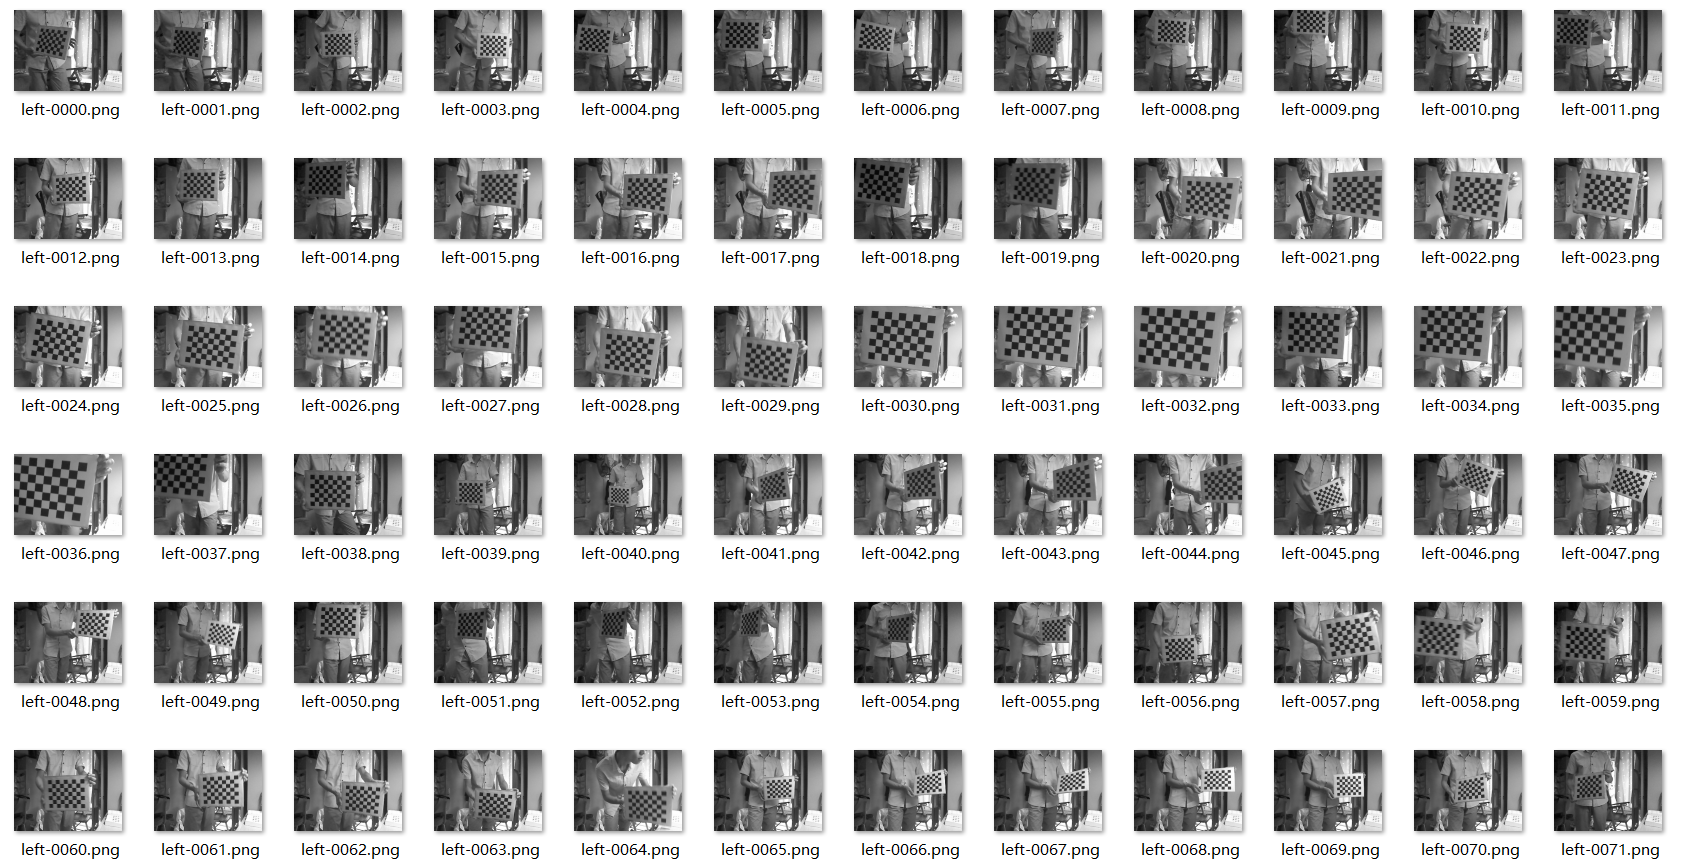 left-0000.png left-0001.png left-0002.png left-0003.png left-0004.png left-0005.png left-0006.png left-0007.png left-0008.png left-0009.png left-0010.png left-0011.png
left-0012.png left-0013.png left-0014.png left-0015.png left-0016.png left-0017.png left-0018.png left-0019.png left-0020.png left-0021.png left-0022.png left-0023.png
left-0024.png left-0025.png left-0026.png left-0027.png left-0028.png left-0029.png left-0030.png left-0031.png left-0032.png left-0033.png left-0034.png left-0035.png
left-0036.png left-0037.png left-0038.png left-0039.png left-0040.png left-0041.png left-0042.png left-0043.png left-0044.png left-0045.png left-0046.png left-0047.png
left-0048.png left-0049.png left-0050.png left-0051.png left-0052.png left-0053.png left-0054.png left-0055.png left-0056.png left-0057.png left-0058.png left-0059.png
left-0060.png left-0061.png left-0062.png left-0063.png left-0064.png left-0065.png left-0066.png left-0067.png left-0068.png left-0069.png left-0070.png left-0071.png